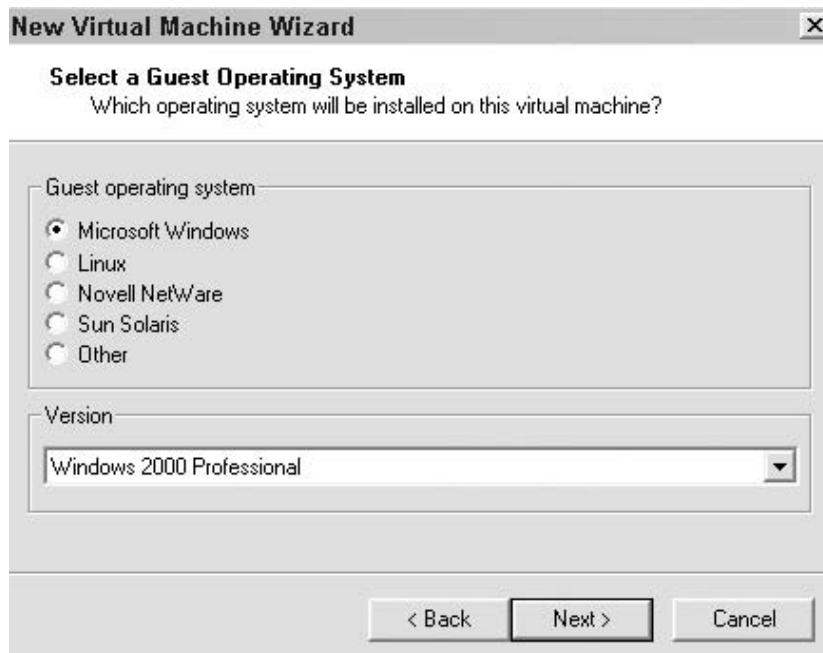 New Virtual Machine Wizard
Select a Guest Operating System
Which operating system will be installed on this virtual machine?
Guest operating system
Microsoft Windows
Linux
Novell NetWare
Sun Solaris
Other
Version
Windows 2000 Professional
< Back Next > Cancel